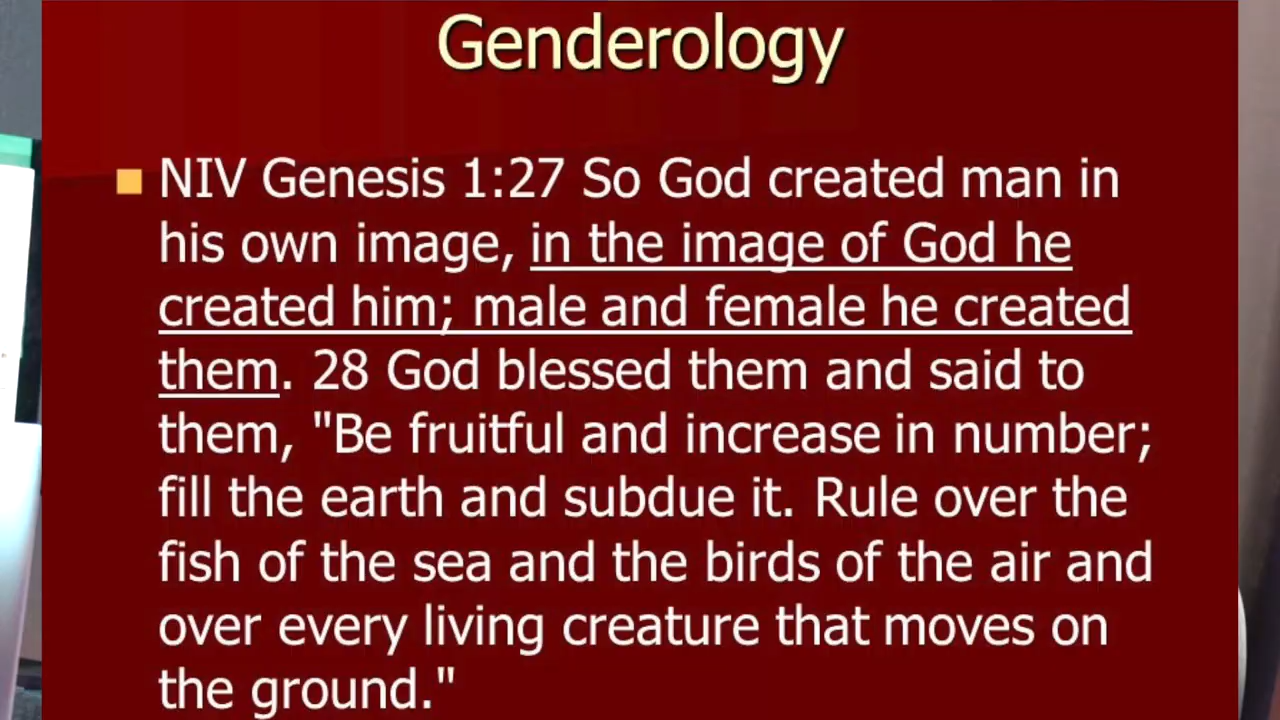 Genderology
NIV Genesis 1:27 So God created man in
his own image, in the image of God he
created him; male and female he created
them. 28 God blessed them and said to
them, "Be fruitful and increase in number;
fill the earth and subdue it. Rule over the
fish of the sea and the birds of the air and
over every living creature that moves on
the ground."